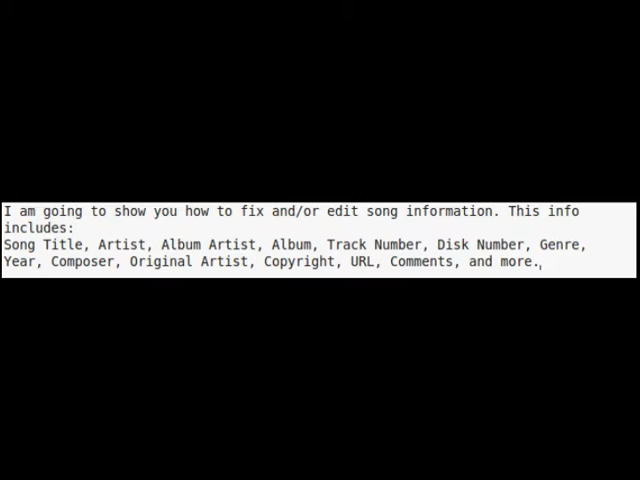 I am going to show you how to fix and/or edit song information. This info
includes:
Song Title, Artist, Album Artist, Album, Track Number, Disk Number, Genre,
Year, Composer, Original Artist, Copyright, URL, Comments, and more.